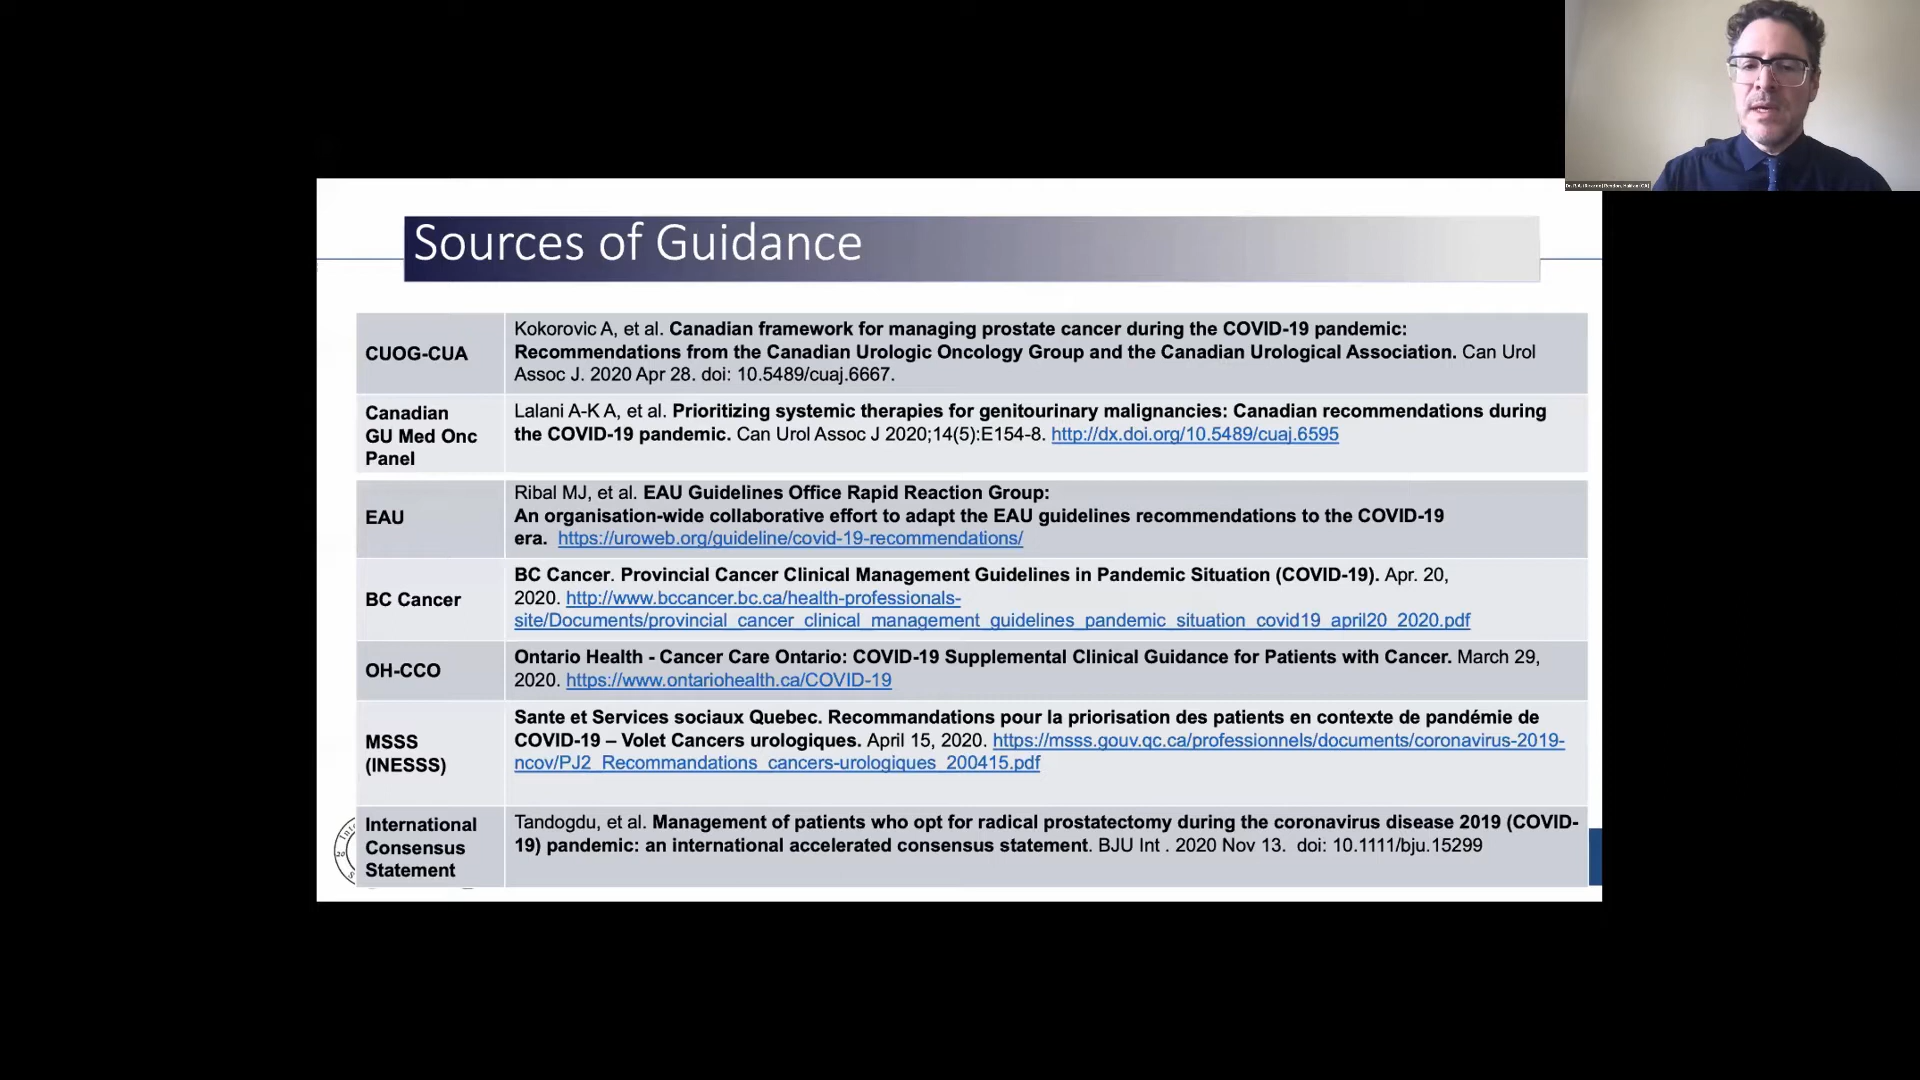 Sources of Guidance
CUOG-CUA
Kokorovic A, et al. Canadian framework for managing prostate cancer during the COVID-19 pandemic:
Recommendations from the Canadian Urologic Oncology Group and the Canadian Urological Association. Can Urol
Assoc J. 2020 Apr 28. doi: 10.5489/cuaj.6667.
Canadian
GU Med Onc
Panel
Lalani A-K A, et al. Prioritizing systemic therapies for genitourinary malignancies: Canadian recommendations during
the COVID-19 pandemic. Can Urol Assoc J 2020;14(5):E154-8. http://dx.doi.org/10.5489/cuaj.6595
EAU
Ribal MJ, et al. EAU Guidelines Office Rapid Reaction Group:
An organisation-wide collaborative effort to adapt the EAU guidelines recommendations to the COVID-19
era. https://uroweb.org/guideline/covid-19-recommendations/
BC Cancer
BC Cancer. Provincial Cancer Clinical Management Guidelines in Pandemic Situation (COVID-19). Apr. 20,
2020. http://www.bccancer.bc.ca/health-professionals-
site/Documents/provincial_cancer_clinical_management_guidelines_pandemic_situation_covid19_april20_2020.pdf
OH-CCO
Ontario Health - Cancer Care Ontario: COVID-19 Supplemental Clinical Guidance for Patients with Cancer. March 29,
2020. https://www.ontariohealth.ca/COVID-19
MSSS
(INESSS)
Sante et Services sociaux Quebec. Recommandations pour la priorisation des patients en contexte de pandémie de
COVID-19 – Volet Cancers urologiques. April 15, 2020. https://msss.gouv.qc.ca/professionnels/documents/coronavirus-2019-
ncov/PJ2_Recommandations_cancers-urologiques_200415.pdf
International
Consensus
Statement
Tandogdu, et al. Management of patients who opt for radical prostatectomy during the coronavirus disease 2019 (COVID-
19) pandemic: an international accelerated consensus statement. BJU Int . 2020 Nov 13. doi: 10.1111/bju.15299